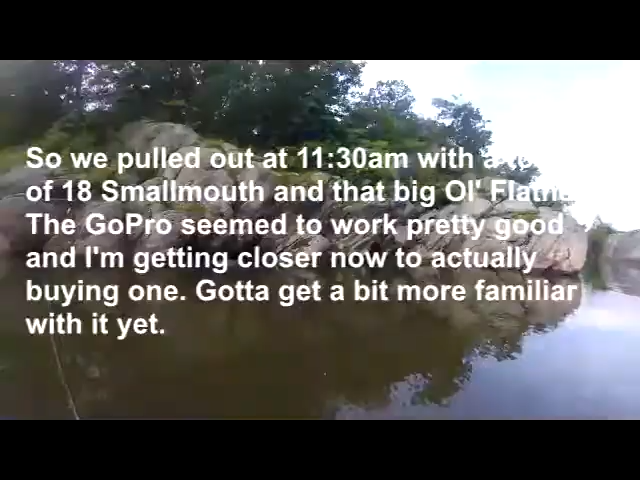 So we pulled out at 11:30am with a
of 18 Smallmouth and that big Ol'
The GoPro seemed to work pretty good
and I'm getting closer now to actually
buying one. Gotta get a bit more familiar
with it yet.